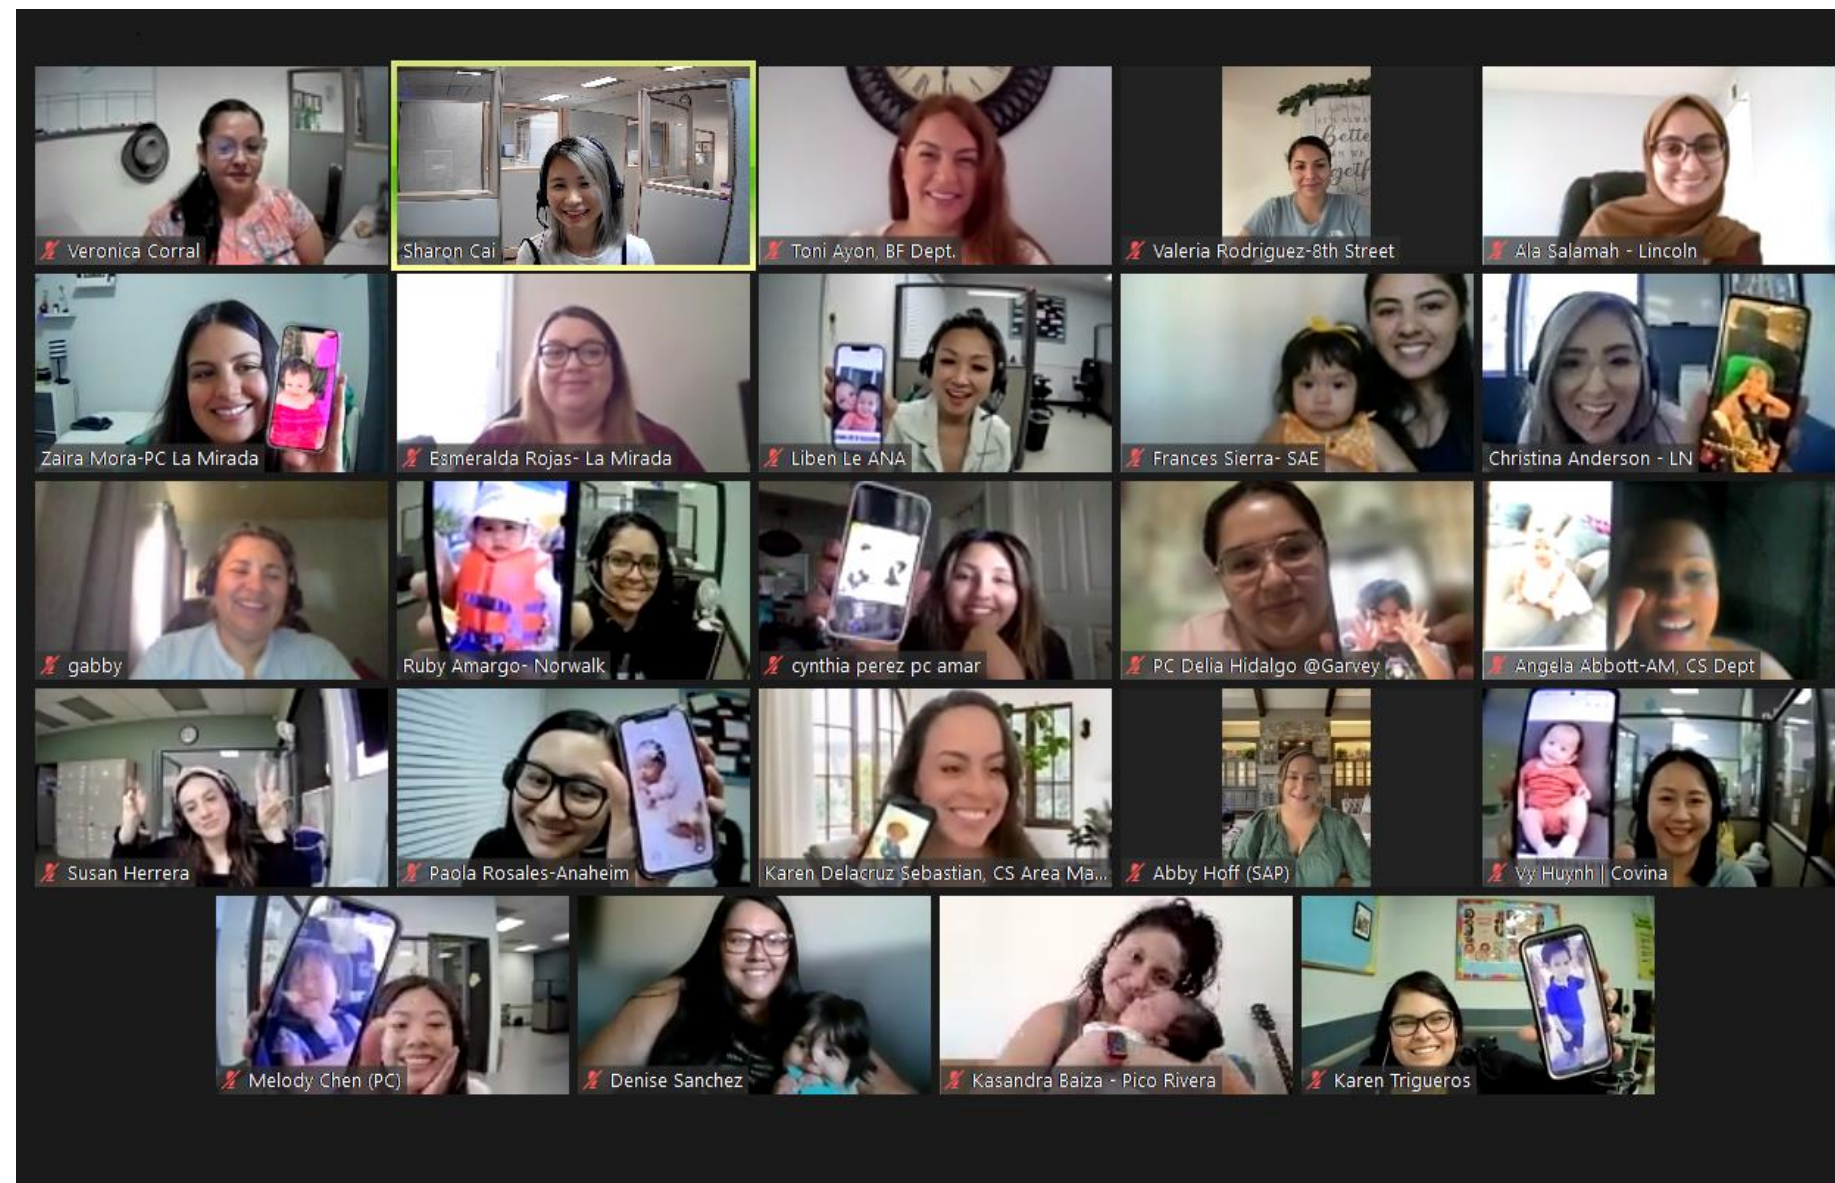 Better
Together
Veronica Corral
Sharon Cai
Toni Ayon, BF Dept.
Valeria Rodriguez-8th Street
Ala Salamah - Lincoln
Zaira Mora-PC La Mirada
Esmeralda Rojas- La Mirada
Liben Le ANA
Frances Sierra- SAE
Christina Anderson - LN
gabby
Ruby Amargo- Norwalk
cynthia perez pc amar
PC Delia Hidalgo @Garvey
Angela Abbott-AM, CS Dept
Susan Herrera
Paola Rosales-Anaheim
Karen Delacruz Sebastian, CS Area Ma...
Abby Hoff (SAP)
Vy Huynh | Covina
Melody Chen (PC)
Denise Sanchez
Kasandra Baiza - Pico Rivera
Karen Trigueros